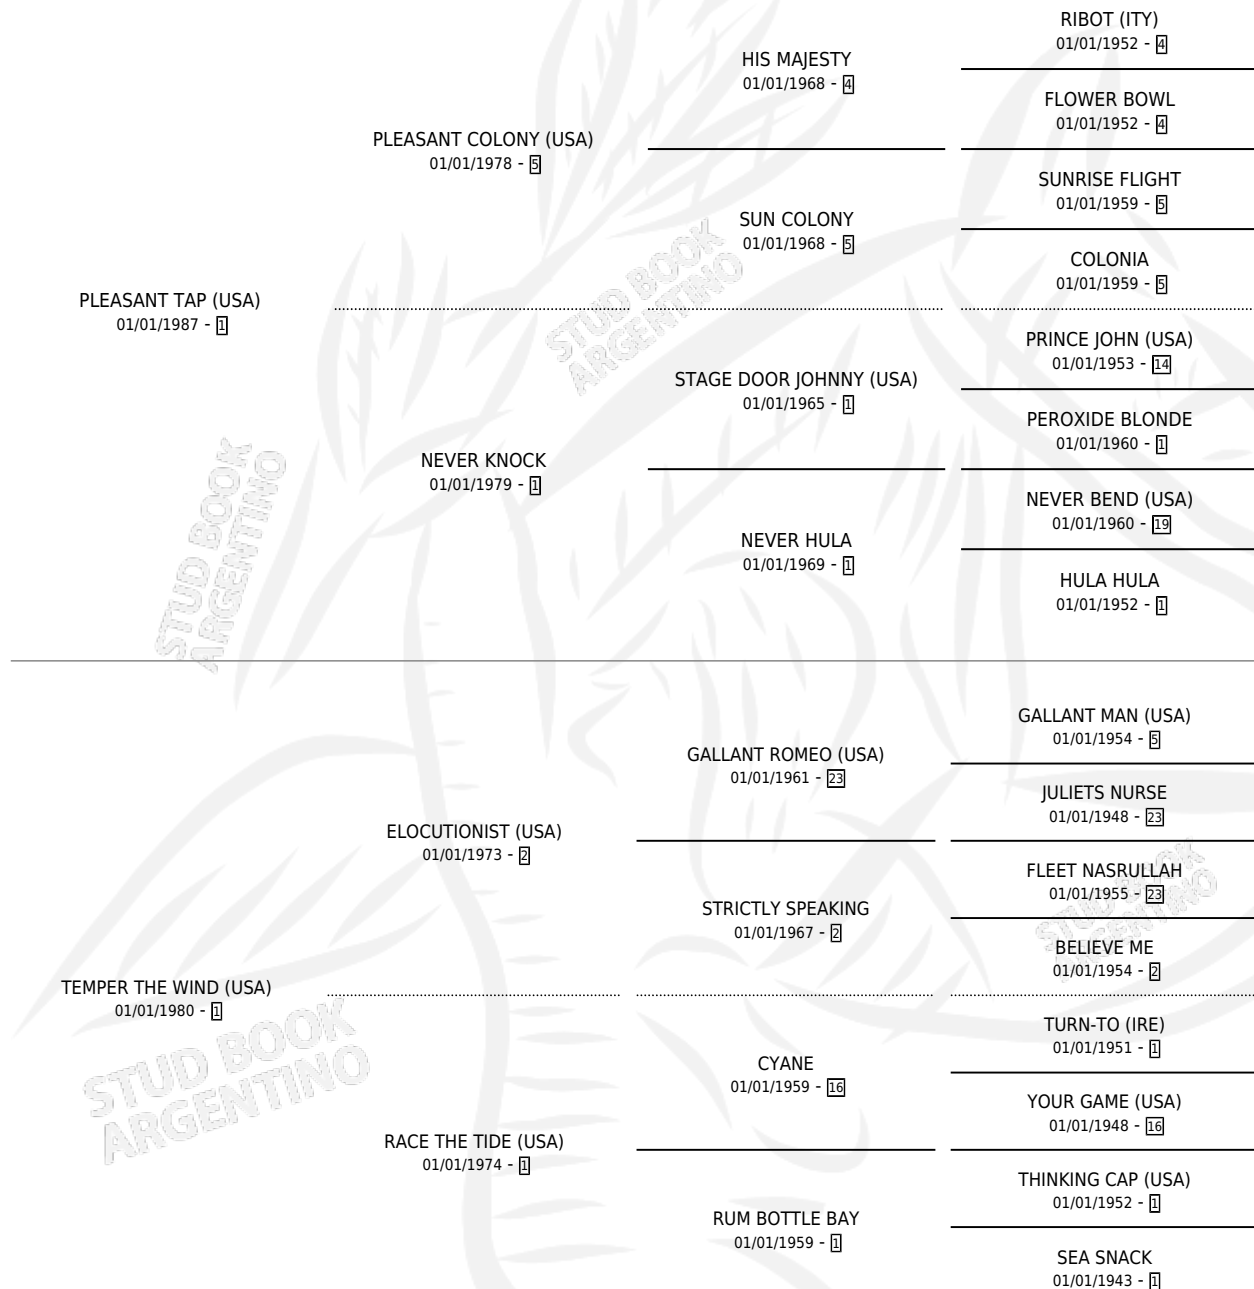 RIBOT (ITY)
01/01/1952 - 4
HIS MAJESTY
01/01/1968 - 4
FLOWER BOWL
01/01/1952 - 4
PLEASANT COLONY (USA)
01/01/1978 - 5
SUNRISE FLIGHT
01/01/1959 - 5
SUN COLONY
01/01/1968 - 5
COLONIA
01/01/1959 - 5
PLEASANT TAP (USA)
01/01/1987 - 1
PRINCE JOHN (USA)
01/01/1953 - 14
STAGE DOOR JOHNNY (USA)
01/01/1965 - 1
PEROXIDE BLONDE
01/01/1960 - 1
NEVER KNOCK
01/01/1979 - 1
NEVER BEND (USA)
01/01/1960 - 19
NEVER HULA
01/01/1969 - 1
HULA HULA
01/01/1952 - 1
GALLANT MAN (USA)
01/01/1954 - 5
GALLANT ROMEO (USA)
01/01/1961 - 23
JULIETS NURSE
01/01/1948 - 23
ELOCUTIONIST (USA)
01/01/1973 - 2
FLEET NASRULLAH
01/01/1955 - 23
STRICTLY SPEAKING
01/01/1967 - 2
BELIEVE ME
01/01/1954 - 2
TEMPER THE WIND (USA)
01/01/1980 - 1
TURN-TO (IRE)
01/01/1951 - 1
CYANE
01/01/1959 - 16
YOUR GAME (USA)
01/01/1948 - 16
RACE THE TIDE (USA)
01/01/1974 - 1
THINKING CAP (USA)
01/01/1952 - 1
RUM BOTTLE BAY
01/01/1959 - 1
SEA SNACK
01/01/1943 - 1
STUD BOOK
ARGENTINO
STUD BOOK
ARGENTINO
STUD BOOK
ARGENTINO
STUD BOOK
ARGENTINO